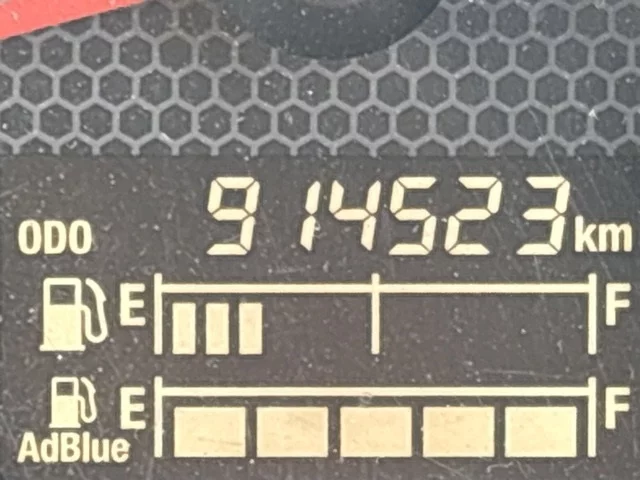 ODO 914523 km
E F
E F
AdBlue